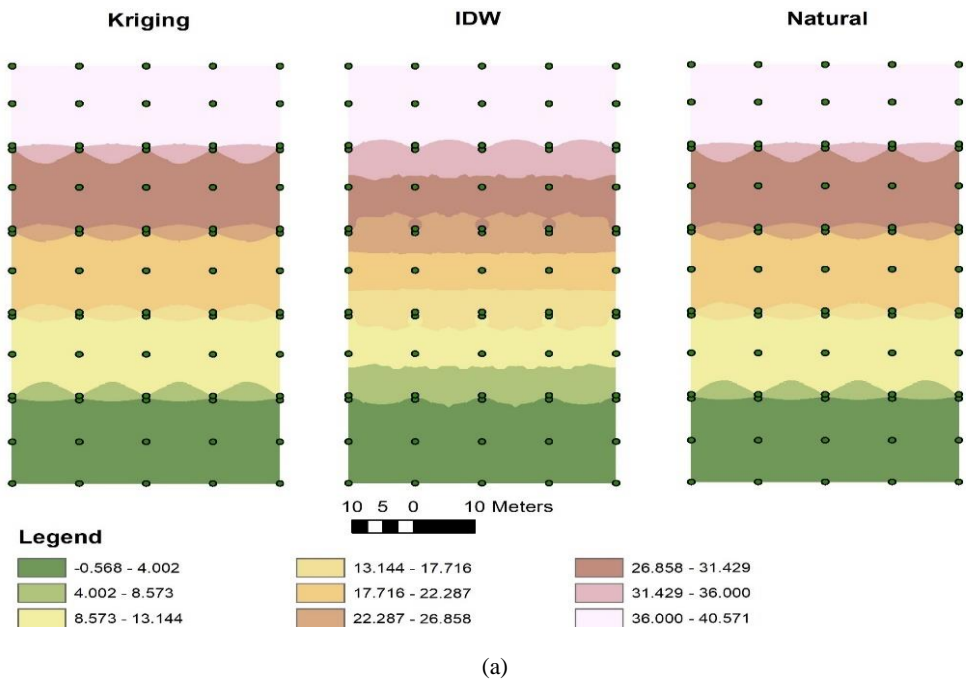 Kriging IDW Natural
10 5 0 10 Meters
Legend
-0.568 - 4.002 13.144 - 17.716 26.858 - 31.429
4.002 - 8.573 17.716 - 22.287 31.429 - 36.000
8.573 - 13.144 22.287 - 26.858 36.000 - 40.571
(a)